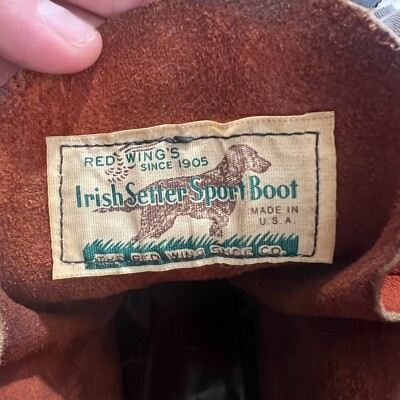 RED WING'S
SINCE 1905
Irish Setter Sport Boot
MADE IN
U.S.A.
THE RED WING SHOE CO.